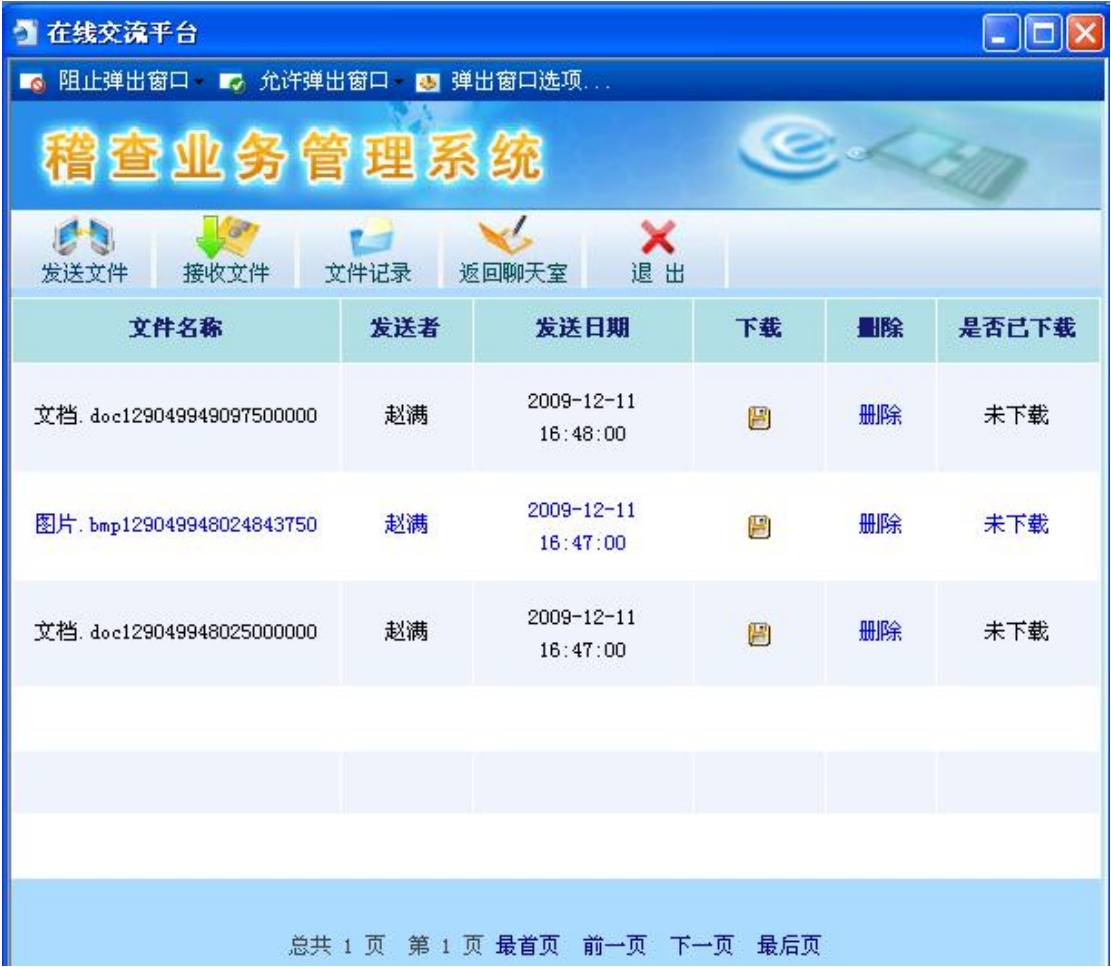 在线交流平台
阻止弹出窗口 允许弹出窗口 弹出窗口选项...
稽查业务管理系统
发送文件 接收文件 文件记录 返回聊天室 退 出
文件名称 发送者 发送日期 下载 删除 是否已下载
文档.doc129049949097500000 赵满 2009-12-11 16:48:00 删除 未下载
图片.bmp129049948024843750 赵满 2009-12-11 16:47:00 删除 未下载
文档.doc129049948025000000 赵满 2009-12-11 16:47:00 删除 未下载
总共 1 页 第 1 页 最首页 前一页 下一页 最后页